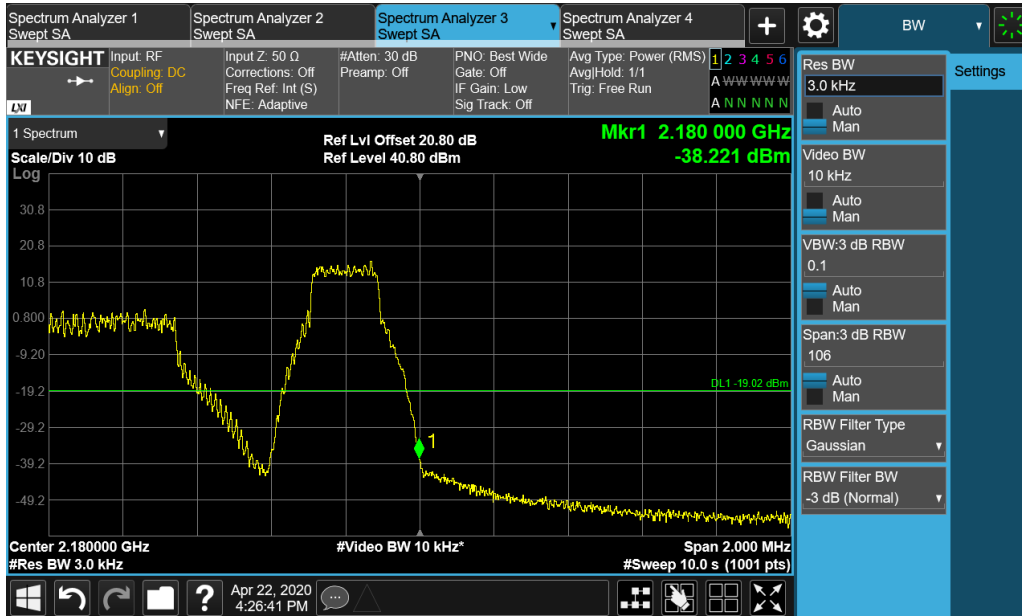 Spectrum Analyzer 1
Swept SA
Spectrum Analyzer 2
Swept SA
Spectrum Analyzer 3
Swept SA
Spectrum Analyzer 4
Swept SA
BW
KEYSIGHT
LXI
Input: RF
Coupling: DC
Align: Off
Input Z: 50 Ω
Corrections: Off
Freq Ref: Int (S)
NFE: Adaptive
#Atten: 30 dB
Preamp: Off
PNO: Best Wide
Gate: Off
IF Gain: Low
Sig Track: Off
Avg Type: Power (RMS)
Avg|Hold: 1/1
Trig: Free Run
1 2 3 4 5 6
A W W W W W
A N N N N N
1 Spectrum
Scale/Div 10 dB
Log
Ref Lvl Offset 20.80 dB
Ref Level 40.80 dBm
Mkr1 2.180 000 GHz
-38.221 dBm
30.8
20.8
10.8
0.800
-9.20
-19.2
-29.2
-39.2
-49.2
DL1 -19.02 dBm
1
Center 2.180000 GHz
#Res BW 3.0 kHz
#Video BW 10 kHz*
Span 2.000 MHz
#Sweep 10.0 s (1001 pts)
Res BW
3.0 kHz
Auto
Man
Video BW
10 kHz
Auto
Man
VBW:3 dB RBW
0.1
Auto
Man
Span:3 dB RBW
106
Auto
Man
RBW Filter Type
Gaussian
RBW Filter BW
-3 dB (Normal)
Settings
?
Apr 22, 2020
4:26:41 PM